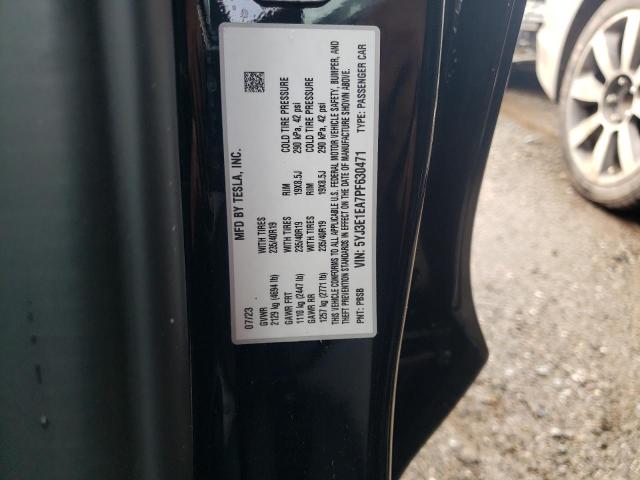 MFD BY TESLA, INC.
07/23
GVWR
2129 kg (4694 lb) WITH TIRES 235/40R19 RIM 19X8.5J COLD TIRE PRESSURE 290 kPa, 42 psi
GAWR FRT
1110 kg (2447 lb) WITH TIRES 235/40R19 RIM 19X8.5J COLD TIRE PRESSURE 290 kPa, 42 psi
GAWR RR
1257 kg (2771 lb)
THIS VEHICLE CONFORMS TO ALL APPLICABLE U.S. FEDERAL MOTOR VEHICLE SAFETY, BUMPER, AND
THEFT PREVENTION STANDARDS IN EFFECT ON THE DATE OF MANUFACTURE SHOWN ABOVE.
VIN: 5YJ3E1EA7PF630471
PNT: PBSB TYPE: PASSENGER CAR